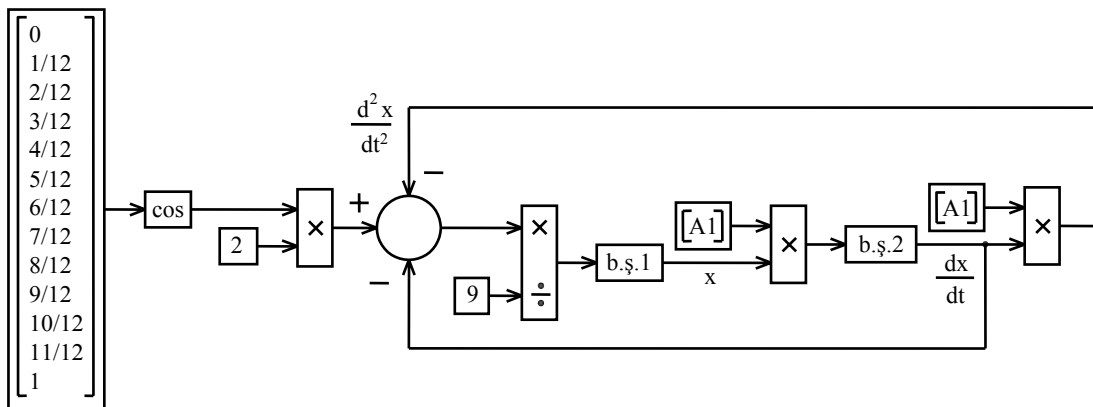 0
1/12
2/12
3/12
4/12
5/12
6/12
7/12
8/12
9/12
10/12
11/12
1
cos
2
×
+
−
−
d²x
dt²
×
÷
9
b.ş.1
x
[A1]
×
b.ş.2
dx
dt
[A1]
×